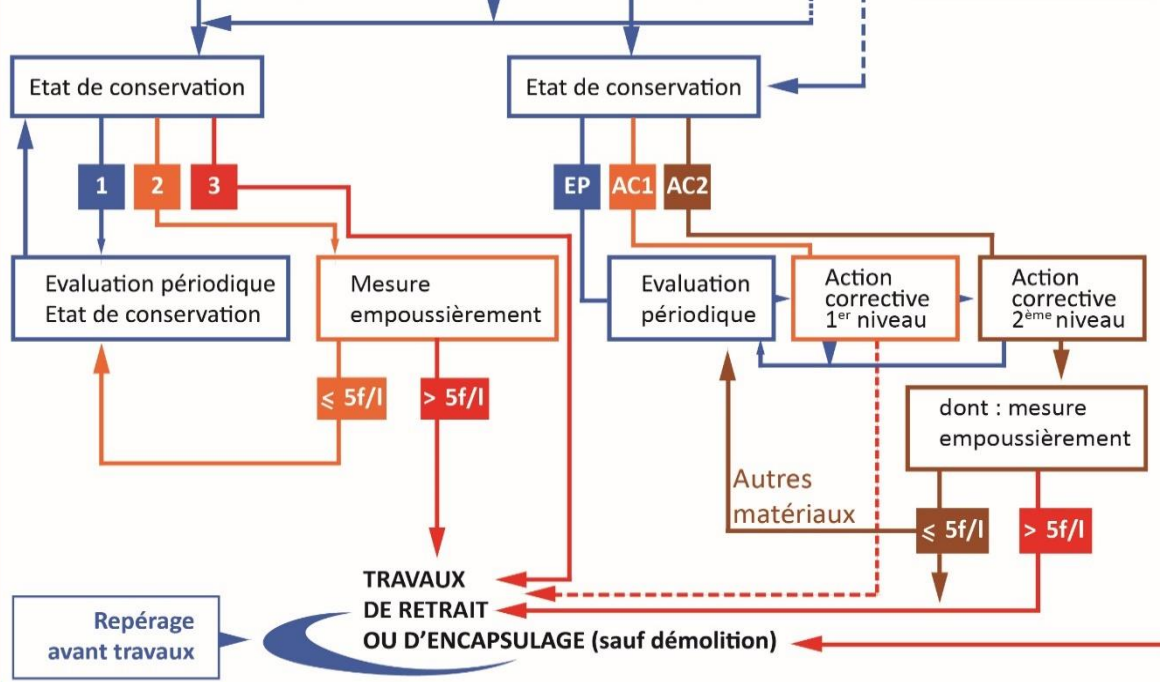 Etat de conservation
Etat de conservation
1
2
3
EP
AC1
AC2
Evaluation périodique
Etat de conservation
Mesure
empoussièrement
Evaluation
périodique
Action
corrective
1er niveau
Action
corrective
2ème niveau
⩽ 5f/l
> 5f/l
dont : mesure
empoussièrement
Autres
matériaux
⩽ 5f/l
> 5f/l
TRAVAUX
DE RETRAIT
OU D'ENCAPSULAGE (sauf démolition)
Repérage
avant travaux